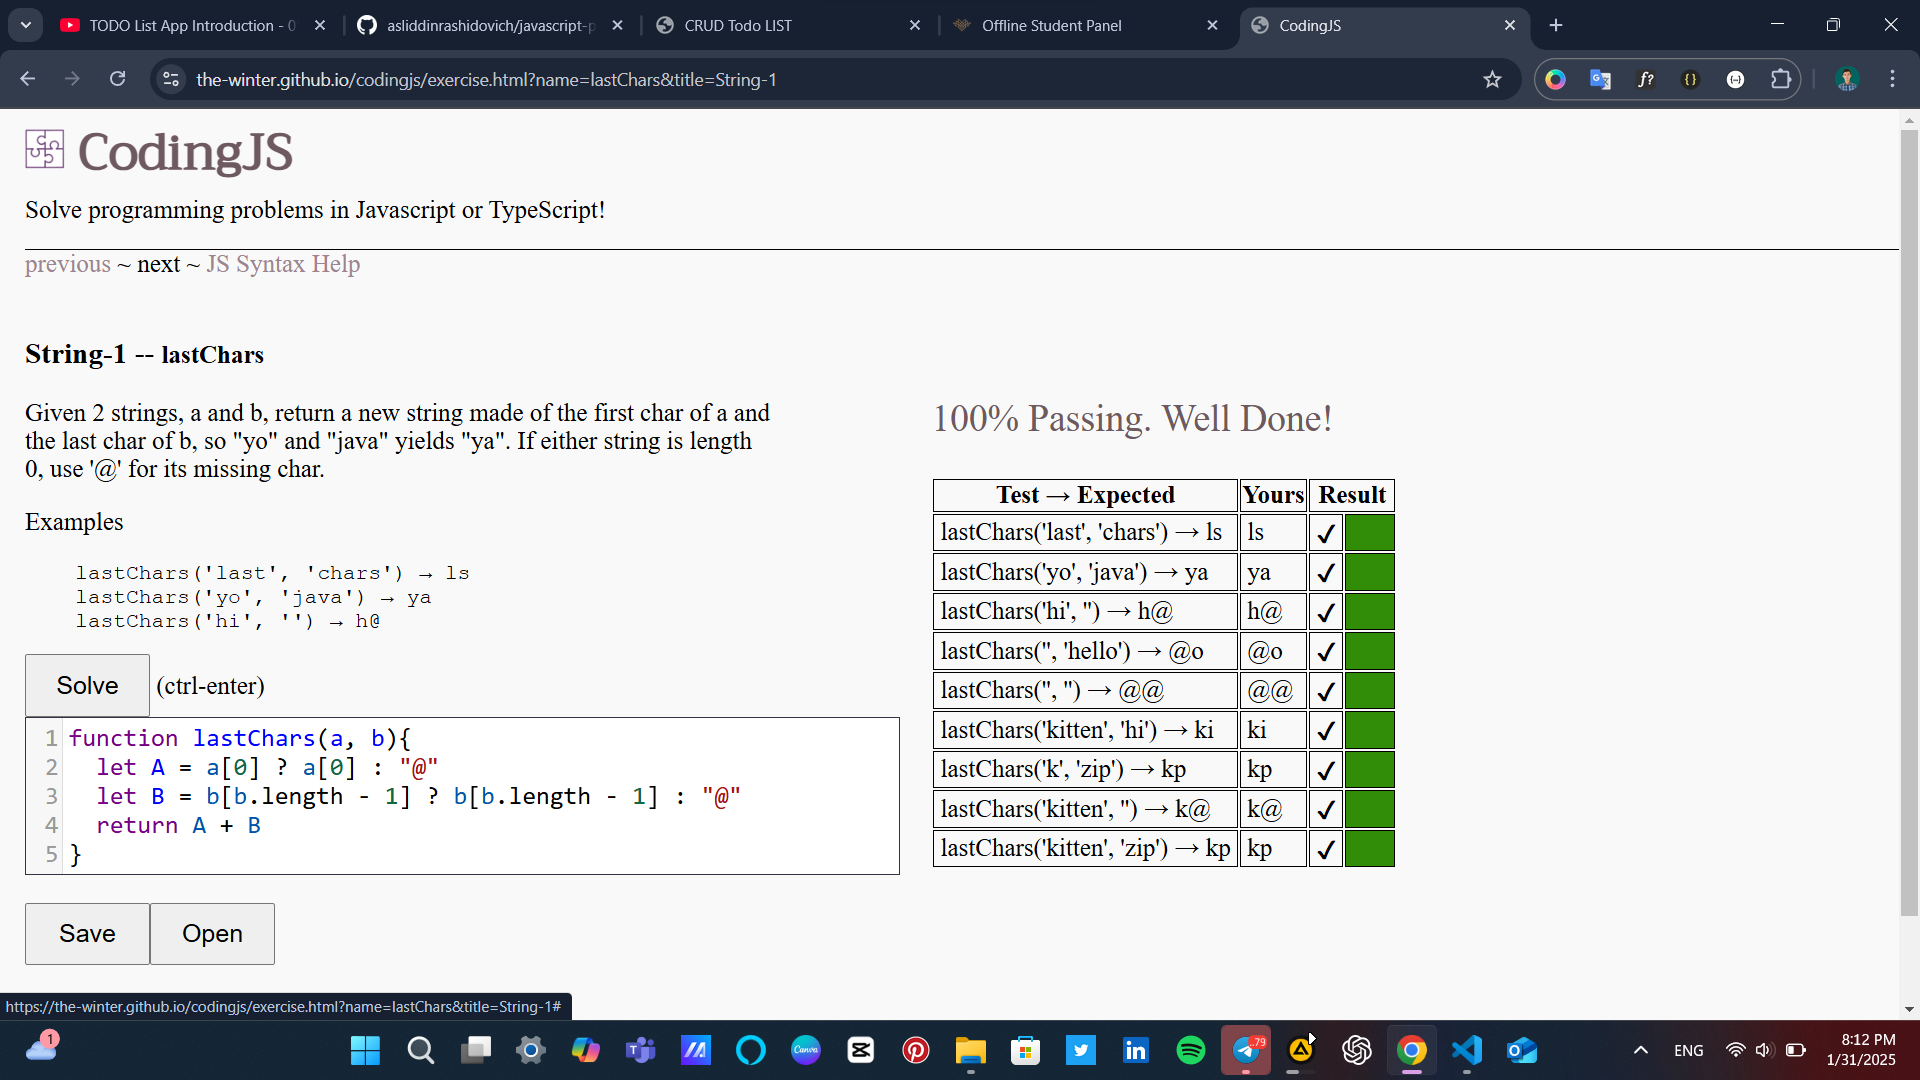 TODO List App Introduction - 0
asliddinrashidovich/javascript-p
CRUD Todo LIST
Offline Student Panel
CodingJS
the-winter.github.io/codingjs/exercise.html?name=lastChars&title=String-1
CodingJS
Solve programming problems in Javascript or TypeScript!
previous ~ next ~ JS Syntax Help
String-1 -- lastChars
Given 2 strings, a and b, return a new string made of the first char of a and
the last char of b, so "yo" and "java" yields "ya". If either string is length
0, use '@' for its missing char.
Examples
lastChars('last', 'chars') → ls
lastChars('yo', 'java') → ya
lastChars('hi', '') → h@
Solve (ctrl-enter)
1 function lastChars(a, b){
2 let A = a[0] ? a[0] : "@"
3 let B = b[b.length - 1] ? b[b.length - 1] : "@"
4 return A + B
5 }
Save Open
100% Passing. Well Done!
Test → Expected Yours Result
lastChars('last', 'chars') → ls ls ✓
lastChars('yo', 'java') → ya ya ✓
lastChars('hi', '') → h@ h@ ✓
lastChars('', 'hello') → @o @o ✓
lastChars('', '') → @@ @@ ✓
lastChars('kitten', 'hi') → ki ki ✓
lastChars('k', 'zip') → kp kp ✓
lastChars('kitten', '') → k@ k@ ✓
lastChars('kitten', 'zip') → kp kp ✓
https://the-winter.github.io/codingjs/exercise.html?name=lastChars&title=String-1#
1
Canva
..79
ENG
8:12 PM
1/31/2025